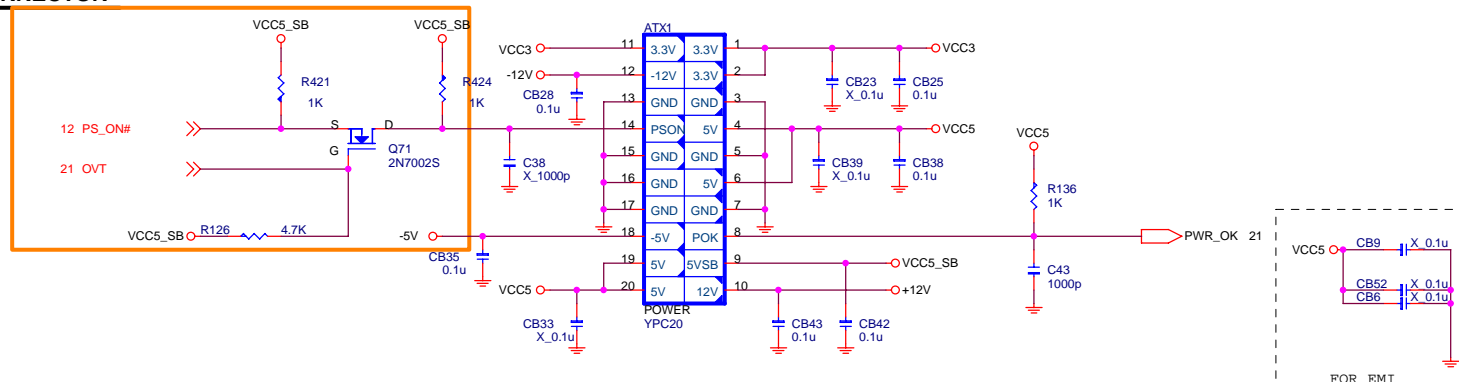 VCC5_SB
VCC5_SB
R421
1K
R424
1K
12 PS_ON#
S
D
G
Q71
2N7002S
21 OVT
VCC5_SB
R126
4.7K
ATX1
VCC3
11 3.3V 3.3V 1
VCC3
-12V
12 -12V 3.3V 2
CB28
0.1u
CB23
X_0.1u
CB25
0.1u
13 GND GND 3
14 PSON 5V 4
VCC5
15 GND GND 5
C38
X_1000p
CB39
X_0.1u
CB38
0.1u
16 GND 5V 6
17 GND GND 7
-5V
18 -5V POK 8
CB35
0.1u
19 5V 5VSB 9
VCC5_SB
VCC5
20 5V 12V 10
+12V
POWER
YPC20
CB33
X_0.1u
CB43
0.1u
CB42
0.1u
VCC5
R136
1K
PWR_OK 21
C43
1000p
VCC5
CB9
X_0.1u
CB52
X_0.1u
CB6
X_0.1u
FOR EMI